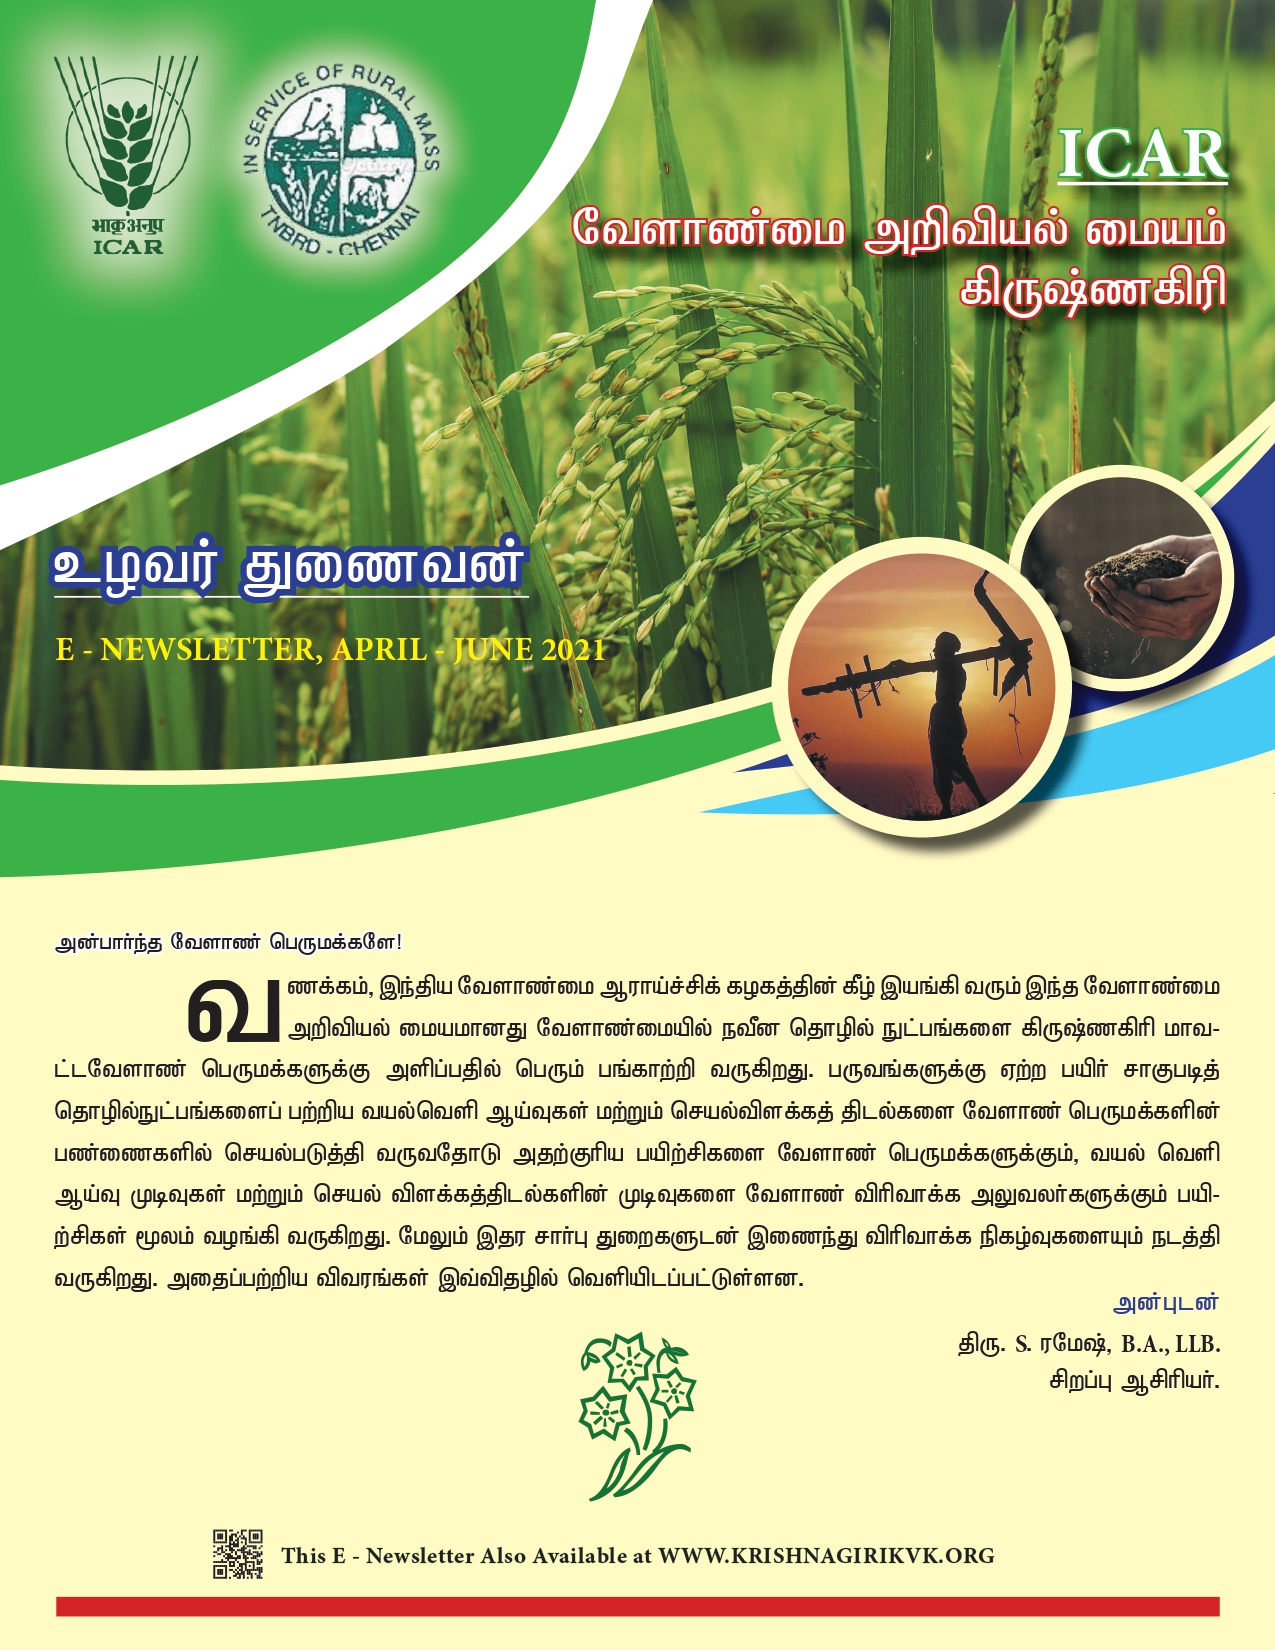 भाकृअनुप
ICAR
IN SERVICE OF RURAL MASS
TNBRD - CHENNAI
ICAR
வேளாண்மை அறிவியல் மையம்
கிருஷ்ணகிரி
உழவர் துணைவன்
E - NEWSLETTER, APRIL - JUNE 2021
அன்பார்ந்த வேளாண் பெருமக்களே!
வணக்கம், இந்திய வேளாண்மை ஆராய்ச்சிக் கழகத்தின் கீழ் இயங்கி வரும் இந்த வேளாண்மை
அறிவியல் மையமானது வேளாண்மையில் நவீன தொழில் நுட்பங்களை கிருஷ்ணகிரி மாவ-
ட்டவேளாண் பெருமக்களுக்கு அளிப்பதில் பெரும் பங்காற்றி வருகிறது. பருவங்களுக்கு ஏற்ற பயிர் சாகுபடித்
தொழில்நுட்பங்களைப் பற்றிய வயல்வெளி ஆய்வுகள் மற்றும் செயல்விளக்கத் திடல்களை வேளாண் பெருமக்களின்
பண்ணைகளில் செயல்படுத்தி வருவதோடு அதற்குரிய பயிற்சிகளை வேளாண் பெருமக்களுக்கும், வயல் வெளி
ஆய்வு முடிவுகள் மற்றும் செயல் விளக்கத்திடல்களின் முடிவுகளை வேளாண் விரிவாக்க அலுவலர்களுக்கும் பயி-
ற்சிகள் மூலம் வழங்கி வருகிறது. மேலும் இதர சார்பு துறைகளுடன் இணைந்து விரிவாக்க நிகழ்வுகளையும் நடத்தி
வருகிறது. அதைப்பற்றிய விவரங்கள் இவ்விதழில் வெளியிடப்பட்டுள்ளன.
அன்புடன்
திரு. S. ரமேஷ், B.A., LLB.
சிறப்பு ஆசிரியர்.
This E - Newsletter Also Available at WWW.KRISHNAGIRIKVK.ORG